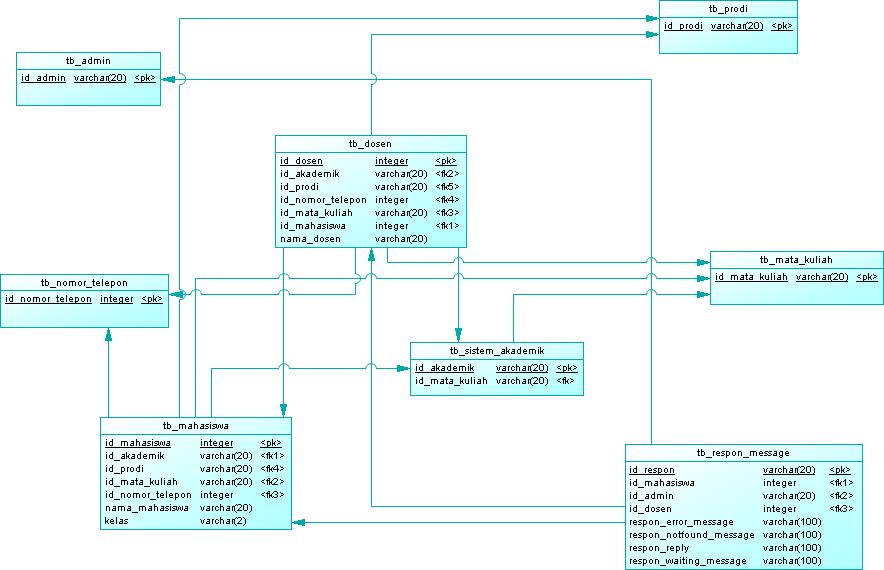 tb_prodi
id_prodi varchar(20) <pk>
tb_admin
id_admin varchar(20) <pk>
tb_dosen
id_dosen integer <pk>
id_akademik varchar(20) <fk2>
id_prodi varchar(20) <fk5>
id_nomor_telepon integer <fk4>
id_mata_kuliah varchar(20) <fk3>
id_mahasiswa integer <fk1>
nama_dosen varchar(20)
tb_mata_kuliah
id_mata_kuliah varchar(20) <pk>
tb_nomor_telepon
id_nomor_telepon integer <pk>
tb_sistem_akademik
id_akademik varchar(20) <pk>
id_mata_kuliah varchar(20) <fk>
tb_mahasiswa
id_mahasiswa integer <pk>
id_akademik varchar(20) <fk1>
id_prodi varchar(20) <fk4>
id_mata_kuliah varchar(20) <fk2>
id_nomor_telepon integer <fk3>
nama_mahasiswa varchar(20)
kelas varchar(2)
tb_respon_message
id_respon varchar(20) <pk>
id_mahasiswa integer <fk1>
id_admin varchar(20) <fk2>
id_dosen integer <fk3>
respon_error_message varchar(100)
respon_notfound_message varchar(100)
respon_reply varchar(100)
respon_waiting_message varchar(100)